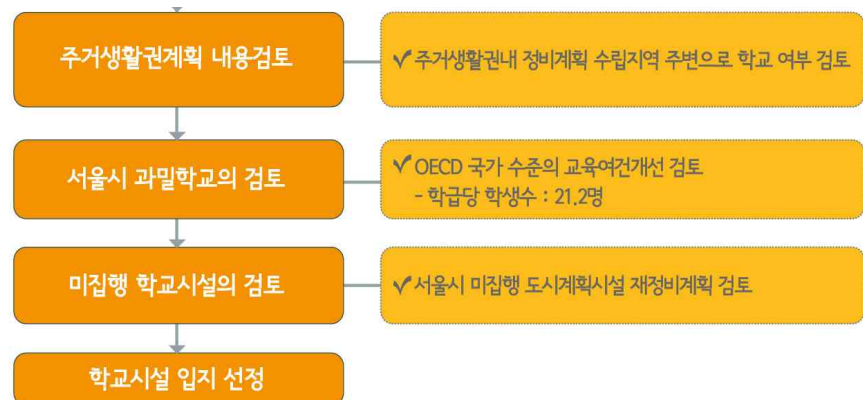 주거생활권계획 내용검토
✓ 주거생활권내 정비계획 수립지역 주변으로 학교 여부 검토
서울시 과밀학교의 검토
✓ OECD 국가 수준의 교육여건개선 검토
- 학급당 학생수 : 21.2명
미집행 학교시설의 검토
✓ 서울시 미집행 도시계획시설 재정비계획 검토
학교시설 입지 선정